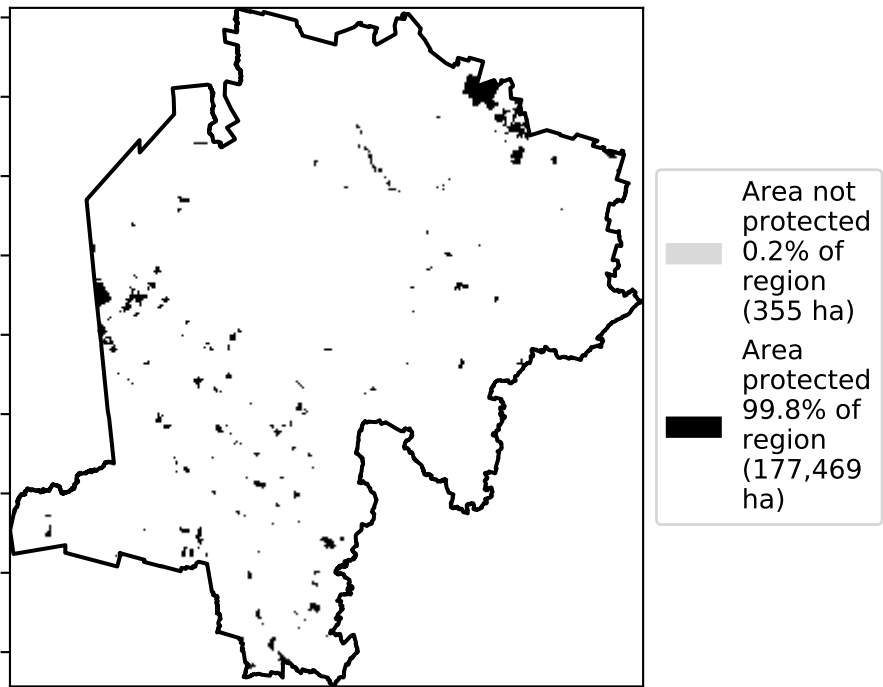 Area not
protected
0.2% of
region
(355 ha)
Area
protected
99.8% of
region
(177,469
ha)